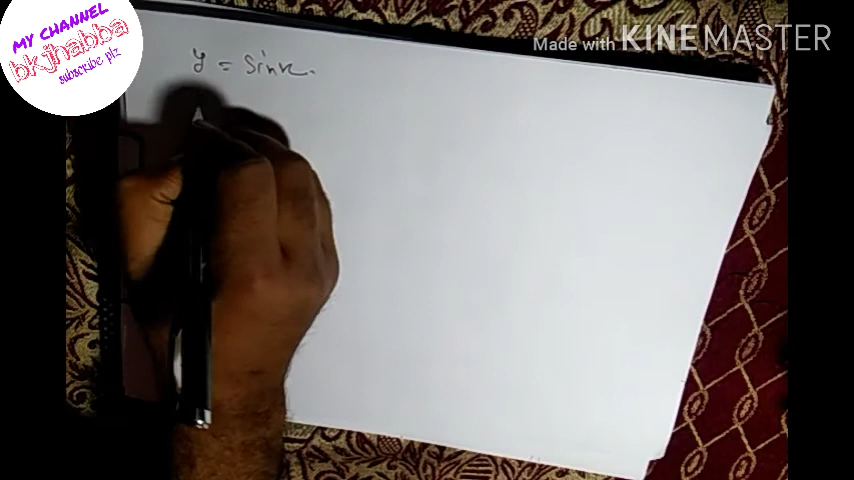 MY CHANNEL
bkjhabba
subscribe plz
Made with KINEMASTER
y = Sinx.